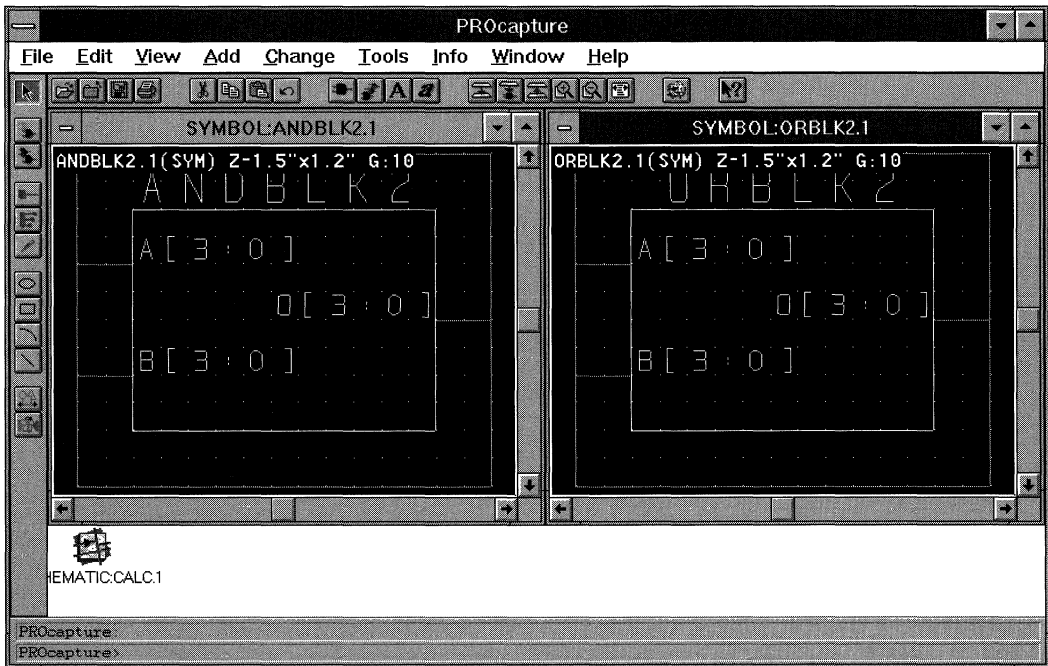 PROcapture
File Edit View Add Change Tools Info Window Help
SYMBOL:ANDBLK2.1
ANDBLK2.1(SYM) Z-1.5"x1.2" G:10
ANDBLK2
A[3:0]
O[3:0]
B[3:0]
SYMBOL:ORBLK2.1
ORBLK2.1(SYM) Z-1.5"x1.2" G:10
ORBLK2
A[3:0]
O[3:0]
B[3:0]
HEMATIC:CALC.1
PROcapture:
PROcapture>